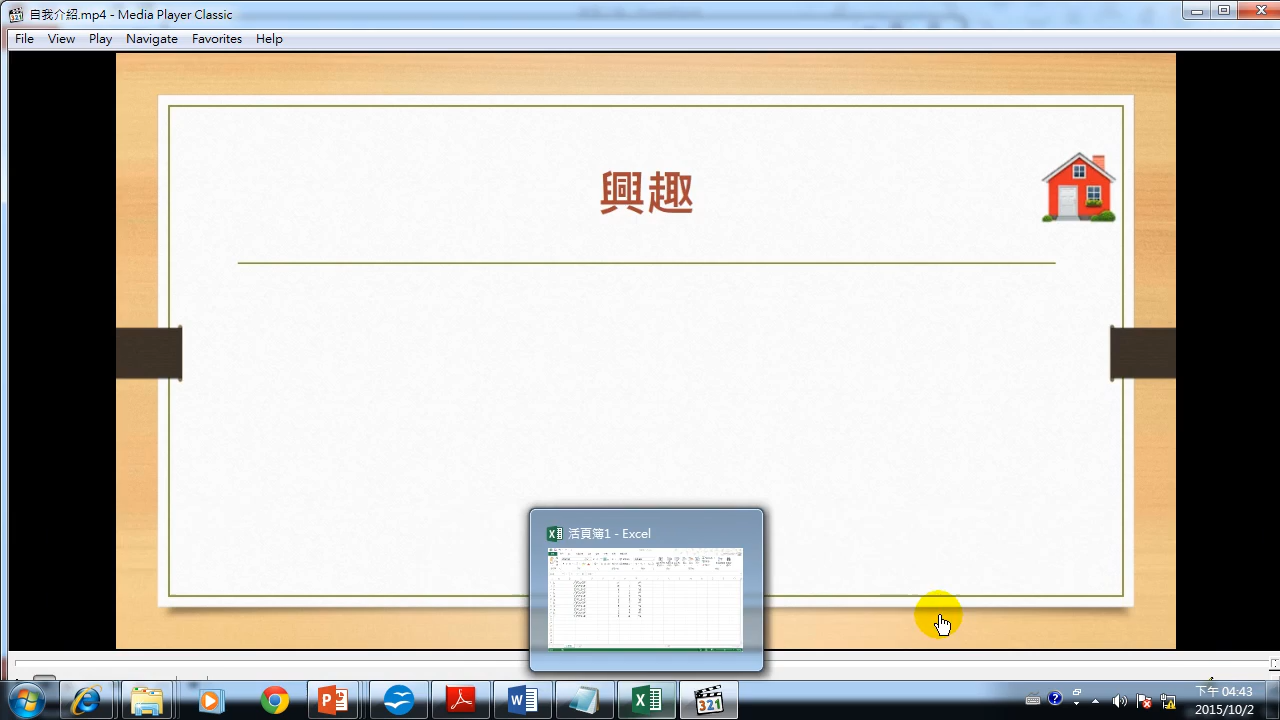 自我介紹.mp4 - Media Player Classic
File View Play Navigate Favorites Help
興趣
活頁簿1 - Excel
321
下午 04:43
2015/10/2